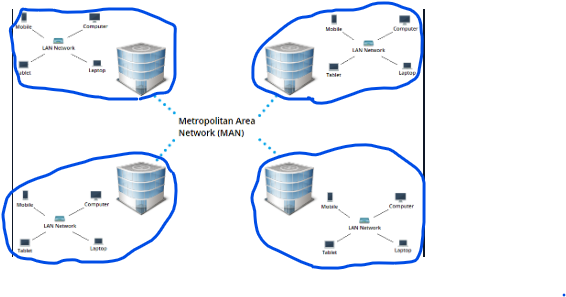 Mobile
Computer
LAN Network
Tablet
Laptop
Mobile
Computer
LAN Network
Tablet
Laptop
Metropolitan Area
Network (MAN)
Mobile
Computer
LAN Network
Tablet
Laptop
Mobile
Computer
LAN Network
Tablet
Laptop